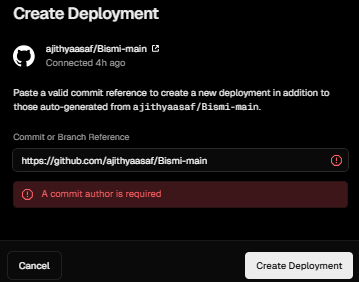 Create Deployment
ajithyaasaf/Bismi-main
Connected 4h ago
Paste a valid commit reference to create a new deployment in addition to
those auto-generated from ajithyaasaf/Bismi-main.
Commit or Branch Reference
https://github.com/ajithyaasaf/Bismi-main
A commit author is required
Cancel
Create Deployment